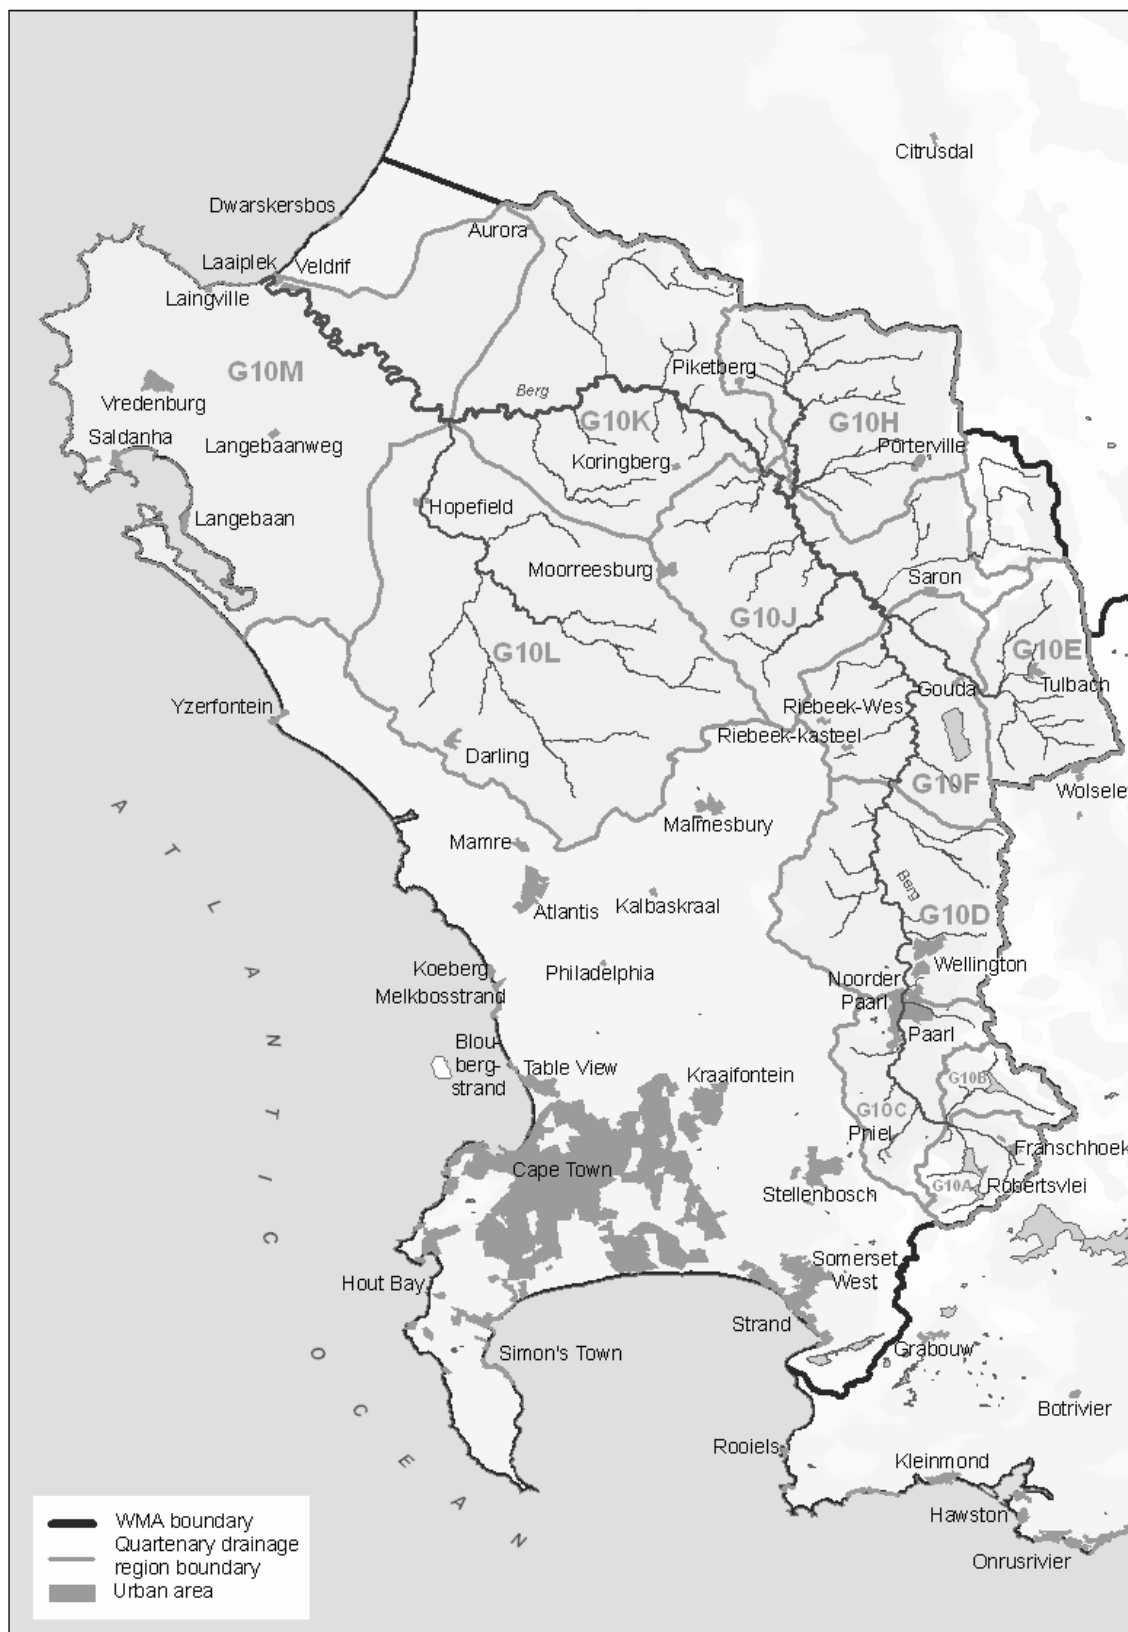 Citrusdal
Dwarskersbos
Aurora
Laaiplek
Veldrif
Laingville
Piketberg
G10M
Berg
G10K
G10H
Vredenburg
Saldanha
Langebaanweg
Koringberg
Porterville
Hopefield
Langebaan
Moorreesburg
Saron
G10J
G10L
G10E
Tulbach
Gouda
Yzerfontein
Riebeek-Wes
Riebeek-kasteel
Darling
G10F
Wolseley
Malmesbury
Mamre
Berg
Atlantis
Kalbaskraal
G10D
Wellington
Koeberg
Philadelphia
Melkbosstrand
Noorder
Paarl
Paarl
Blou-
berg-
strand
Table View
Kraaifontein
G10B
G10C
Pniel
Franschhoek
Cape Town
G10A
Robertsvlei
Stellenbosch
Somerset
West
Hout Bay
Strand
Grabouw
Simon's Town
Botrivier
Rooiels
Kleinmond
Hawston
Onrusrivier
ATLANTIC OCEAN
WMA boundary
Quartenary drainage
region boundary
Urban area